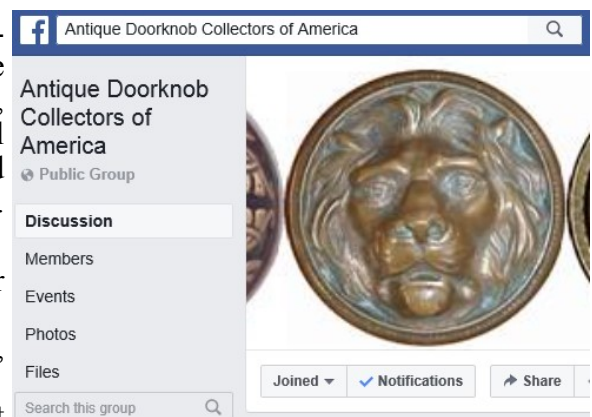 f
Antique Doorknob Collectors of America
Antique Doorknob
Collectors of
America
Public Group
Discussion
Members
Events
Photos
Files
Search this group
Joined
Notifications
Share